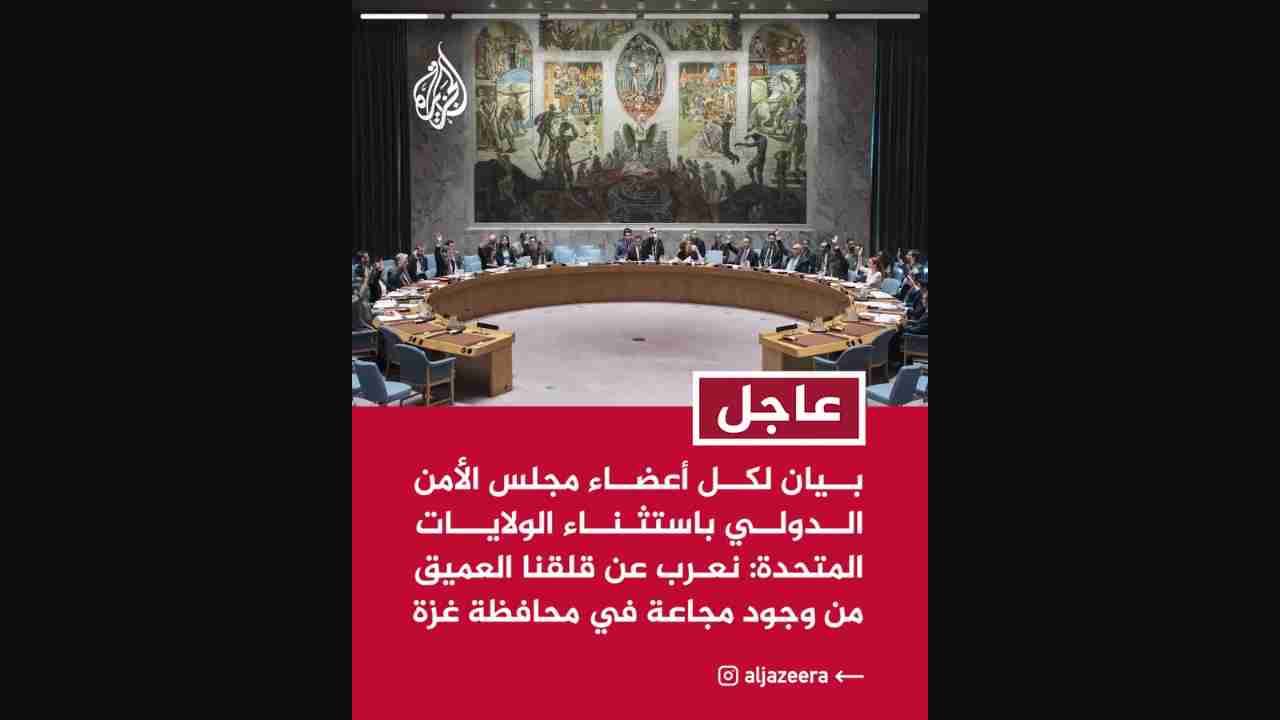 الجزيرة
عاجل
بيان لكل أعضاء مجلس الأمن
الدولي باستثناء الولايات
المتحدة: نعرب عن قلقنا العميق
من وجود مجاعة في محافظة غزة
aljazeera